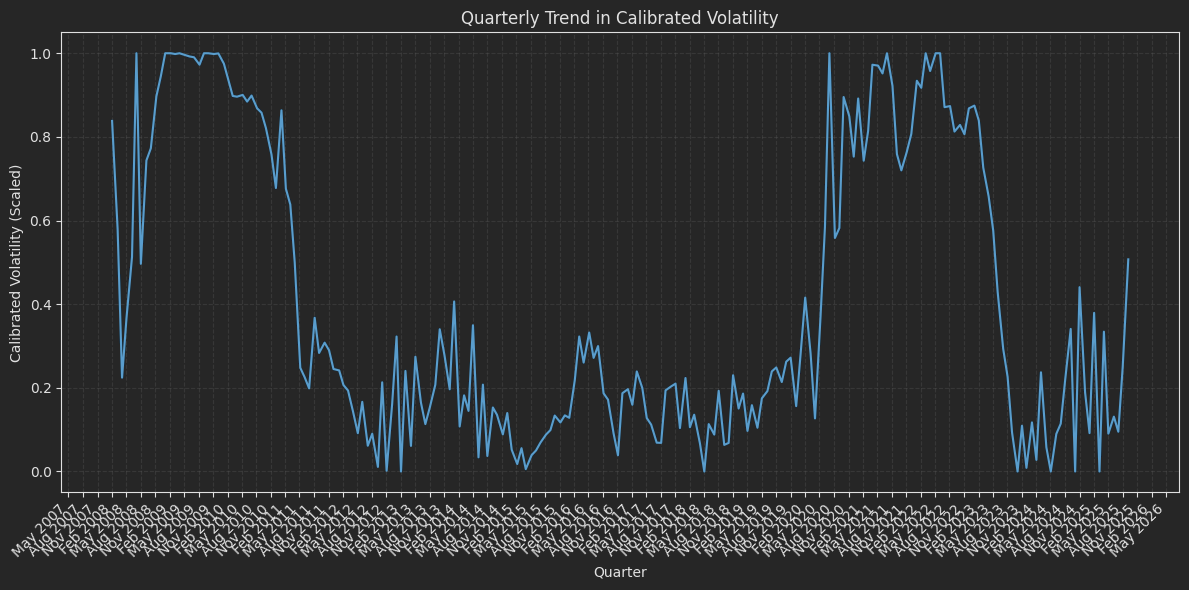 Quarterly Trend in Calibrated Volatility
Calibrated Volatility (Scaled)
1.0
0.8
0.6
0.4
0.2
0.0
May 2007
Aug 2007
Nov 2007
Feb 2008
May 2008
Aug 2008
Nov 2008
Feb 2009
May 2009
Aug 2009
Nov 2009
Feb 2010
May 2010
Aug 2010
Nov 2010
Feb 2011
May 2011
Aug 2011
Nov 2011
Feb 2012
May 2012
Aug 2012
Nov 2012
Feb 2013
May 2013
Aug 2013
Nov 2013
Feb 2014
May 2014
Aug 2014
Nov 2014
Feb 2015
May 2015
Aug 2015
Nov 2015
Feb 2016
May 2016
Aug 2016
Nov 2016
Feb 2017
May 2017
Aug 2017
Nov 2017
Feb 2018
May 2018
Aug 2018
Nov 2018
Feb 2019
May 2019
Aug 2019
Nov 2019
Feb 2020
May 2020
Aug 2020
Nov 2020
Feb 2021
May 2021
Aug 2021
Nov 2021
Feb 2022
May 2022
Aug 2022
Nov 2022
Feb 2023
May 2023
Aug 2023
Nov 2023
Feb 2024
May 2024
Aug 2024
Nov 2024
Feb 2025
May 2025
Aug 2025
Nov 2025
Feb 2026
May 2026
Quarter